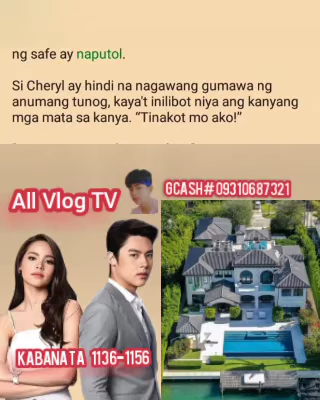 ng safe ay naputol.
Si Cheryl ay hindi na nagawang gumawa ng
anumang tunog, kaya't inilibot niya ang kanyang
mga mata sa kanya. “Tinakot mo ako!”
All Vlog TV
GCASH#09310687321
KABANATA 1136-1156